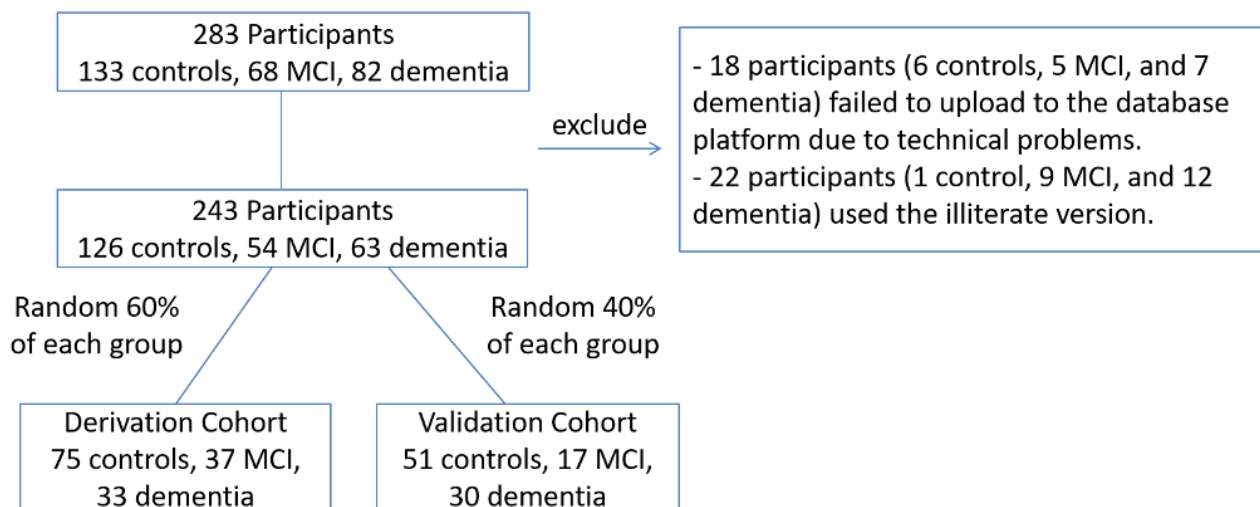 283 Participants
133 controls, 68 MCI, 82 dementia
exclude
- 18 participants (6 controls, 5 MCI, and 7
dementia) failed to upload to the database
platform due to technical problems.
- 22 participants (1 control, 9 MCI, and 12
dementia) used the illiterate version.
243 Participants
126 controls, 54 MCI, 63 dementia
Random 60%
of each group
Random 40%
of each group
Derivation Cohort
75 controls, 37 MCI,
33 dementia
Validation Cohort
51 controls, 17 MCI,
30 dementia